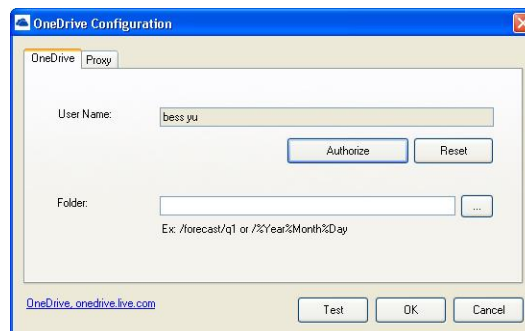 OneDrive Configuration
OneDrive Proxy
User Name: bess yu
Authorize Reset
Folder: ...
Ex: /forecast/q1 or /%Year%Month%Day
OneDrive, onedrive.live.com Test OK Cancel